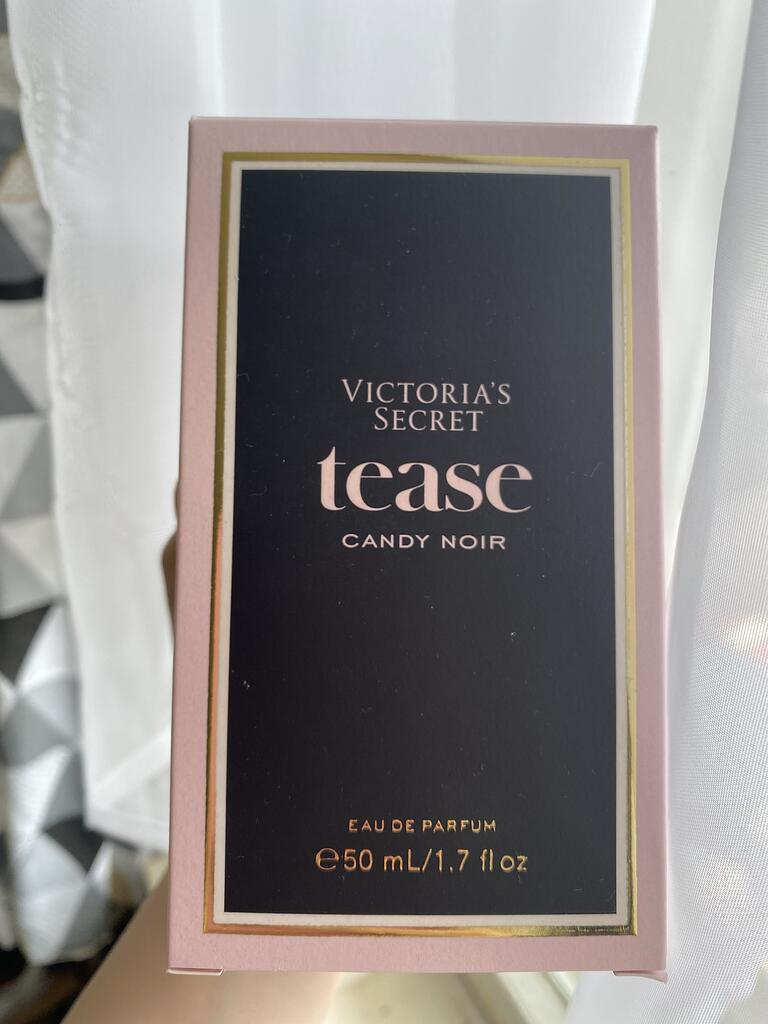 VICTORIA'S
SECRET
tease
CANDY NOIR
EAU DE PARFUM
℮50 mL/1.7 fl oz